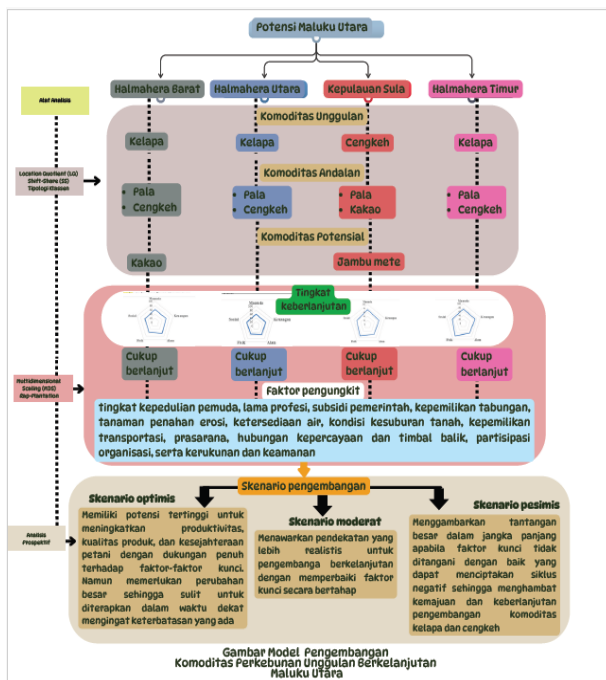 Potensi Maluku Utara
Halmahera Barat
Halmahera Utara
Kepulauan Sula
Halmahera Timur
Alat Analisis
Komoditas Unggulan
Kelapa
Kelapa
Cengkeh
Kelapa
Location Quotient (LQ)
Shift-Share (SS)
Tipologi Klassen
Komoditas Andalan
• Pala
• Cengkeh
• Pala
• Cengkeh
• Pala
• Kakao
• Pala
• Cengkeh
Komoditas Potensial
Kakao
Jambu mete
Tingkat
keberlanjutan
Cukup
berlanjut
Cukup
berlanjut
Cukup
berlanjut
Cukup
berlanjut
Multidimensional
Scaling (MDS)
Rap-Plantation
Faktor pengungkit
tingkat kepedulian pemuda, lama profesi, subsidi pemerintah, kepemilikan tabungan,
tanaman penahan erosi, ketersediaan air, kondisi kesuburan tanah, kepemilikan
transportasi, prasarana, hubungan kepercayaan dan timbal balik, partisipasi
organisasi, serta kerukunan dan keamanan
Skenario pengembangan
Analisis
Prospektif
Skenario optimis
Memiliki potensi tertinggi untuk
meningkatkan produktivitas,
kualitas produk, dan kesejahteraan
petani dengan dukungan penuh
terhadap faktor-faktor kunci.
Namun memerlukan perubahan
besar sehingga sulit untuk
diterapkan dalam waktu dekat
mengingat keterbatasan yang ada
Skenario moderat
Menawarkan pendekatan yang
lebih realistis untuk
pengembanga berkelanjutan
dengan memperbaiki faktor
kunci secara bertahap
Skenario pesimis
Menggambarkan tantangan
besar dalam jangka panjang
apabila faktor kunci tidak
ditangani dengan baik yang
dapat menciptakan siklus
negatif sehingga menghambat
kemajuan dan keberlanjutan
pengembangan komoditas
kelapa dan cengkeh
Gambar Model Pengembangan
Komoditas Perkebunan Unggulan Berkelanjutan
Maluku Utara